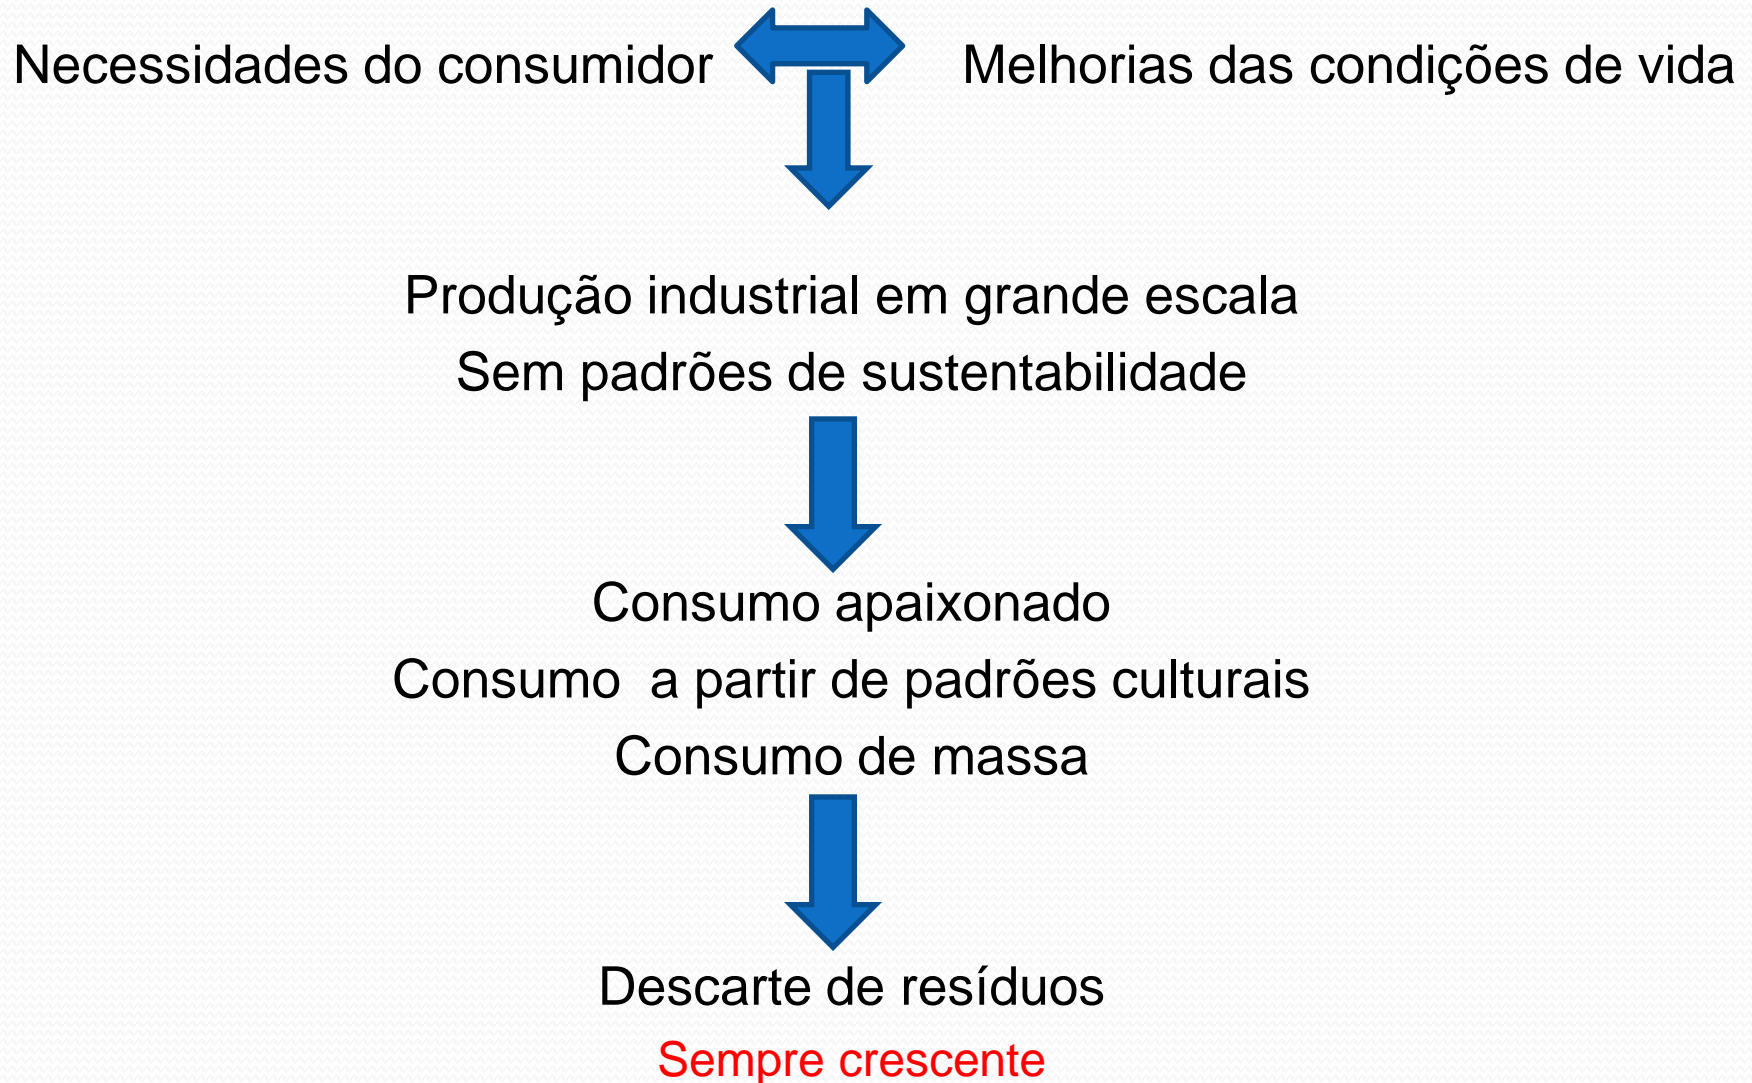 Necessidades do consumidor Melhorias das condições de vida
Produção industrial em grande escala
Sem padrões de sustentabilidade
Consumo apaixonado
Consumo a partir de padrões culturais
Consumo de massa
Descarte de resíduos
Sempre crescente